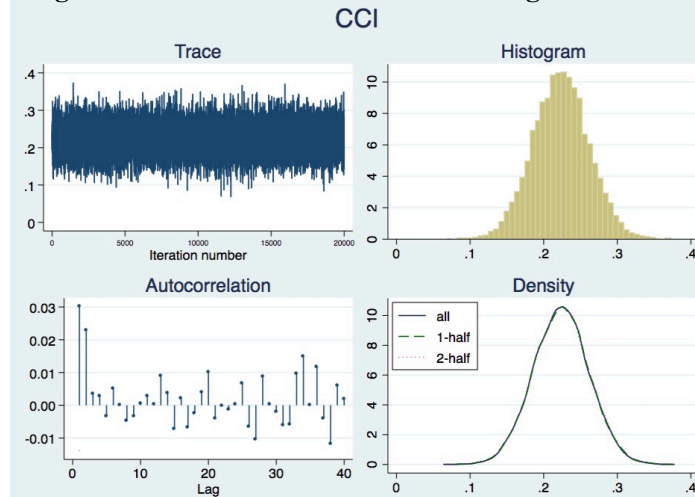 CCI
Trace
.4
.3
.2
.1
0
0 5000 10000 15000 20000
Iteration number
Histogram
10
8
6
4
2
0
0 .1 .2 .3 .4
Autocorrelation
0.03
0.02
0.01
0.00
-0.01
0 10 20 30 40
Lag
Density
all
1-half
2-half
10
8
6
4
2
0
0 .1 .2 .3 .4